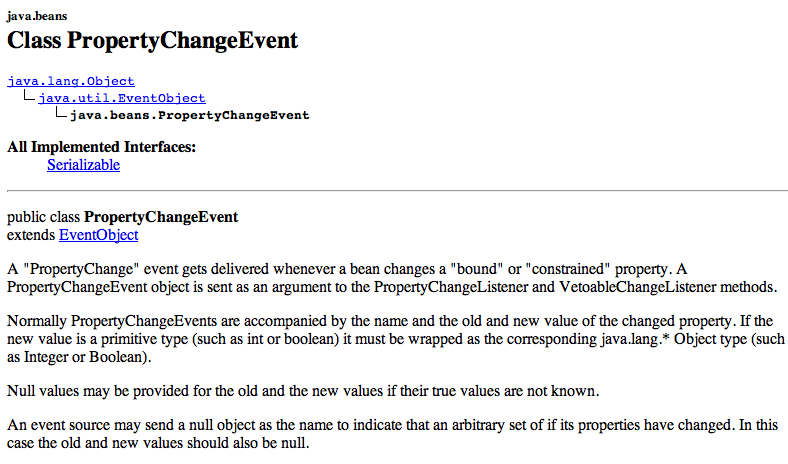 java.beans
Class PropertyChangeEvent
java.lang.Object
java.util.EventObject
java.beans.PropertyChangeEvent
All Implemented Interfaces:
Serializable
public class PropertyChangeEvent
extends EventObject
A "PropertyChange" event gets delivered whenever a bean changes a "bound" or "constrained" property. A
PropertyChangeEvent object is sent as an argument to the PropertyChangeListener and VetoableChangeListener methods.
Normally PropertyChangeEvents are accompanied by the name and the old and new value of the changed property. If the
new value is a primitive type (such as int or boolean) it must be wrapped as the corresponding java.lang.* Object type (such
as Integer or Boolean).
Null values may be provided for the old and the new values if their true values are not known.
An event source may send a null object as the name to indicate that an arbitrary set of if its properties have changed. In this
case the old and new values should also be null.